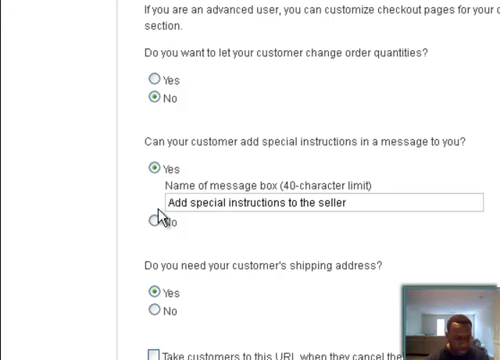 If you are an advanced user, you can customize checkout pages for your
section.
Do you want to let your customer change order quantities?
Yes
No
Can your customer add special instructions in a message to you?
Yes
Name of message box (40-character limit)
Add special instructions to the seller
No
Do you need your customer's shipping address?
Yes
No
Take customers to this URL when they cancel the